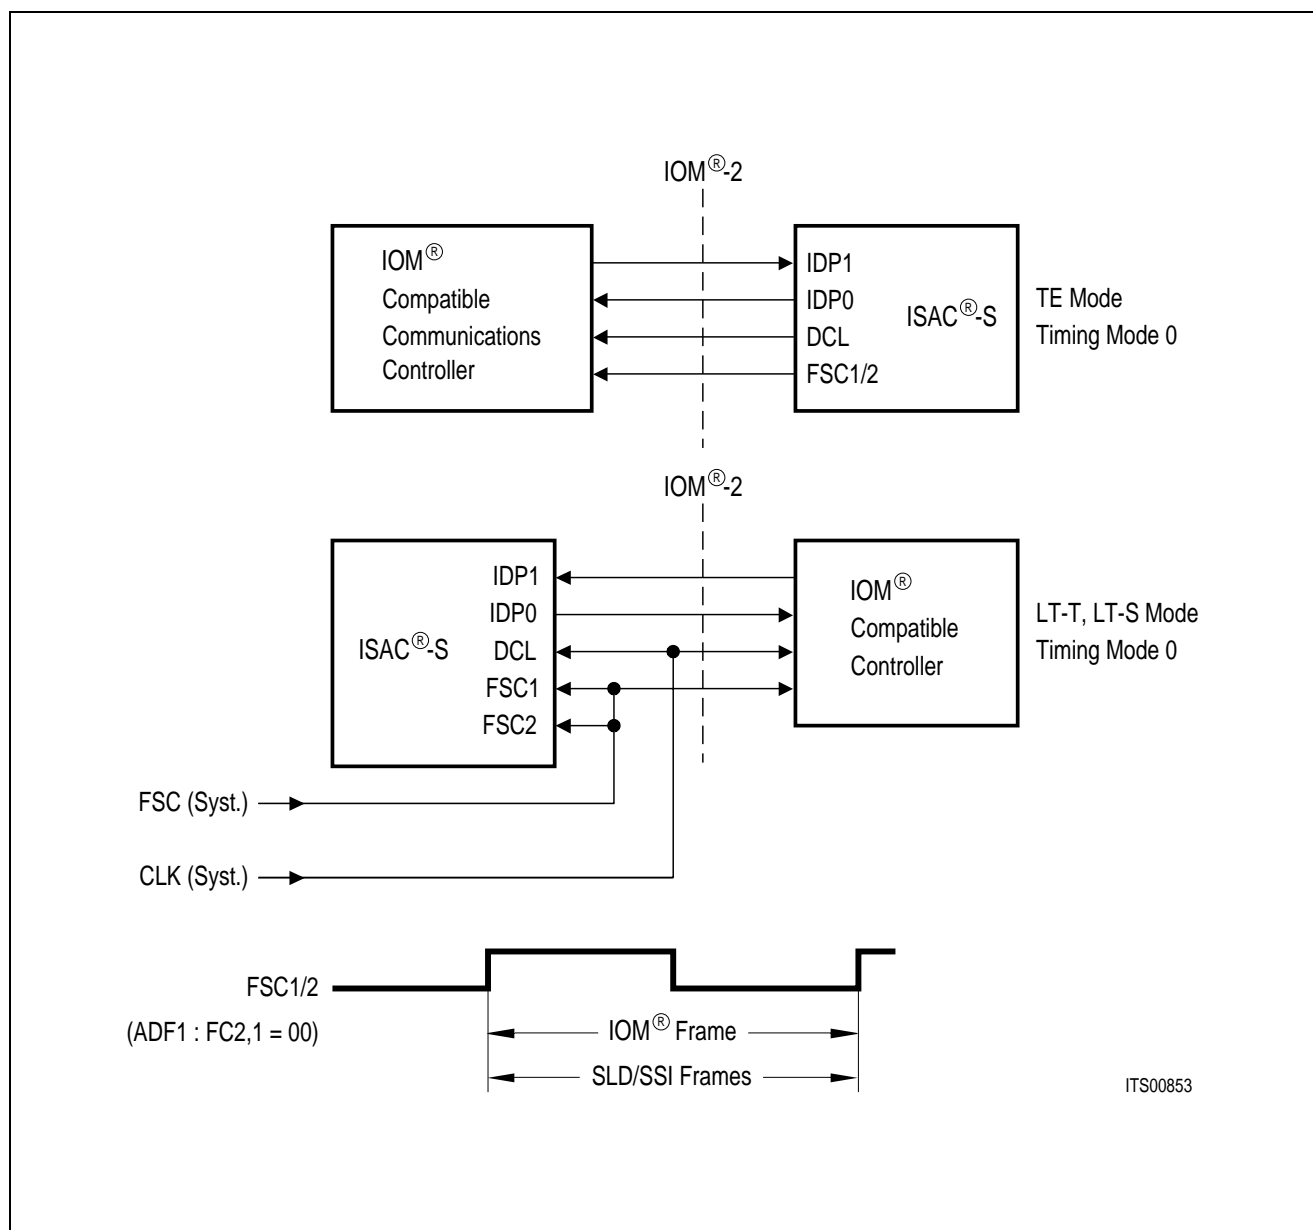 IOM®-2
IOM®
Compatible
Communications
Controller
IDP1
IDP0
DCL
FSC1/2
ISAC®-S
TE Mode
Timing Mode 0
IOM®-2
ISAC®-S
IDP1
IDP0
DCL
FSC1
FSC2
IOM®
Compatible
Controller
LT-T, LT-S Mode
Timing Mode 0
FSC (Syst.)
CLK (Syst.)
FSC1/2
(ADF1 : FC2,1 = 00)
IOM® Frame
SLD/SSI Frames
ITS00853